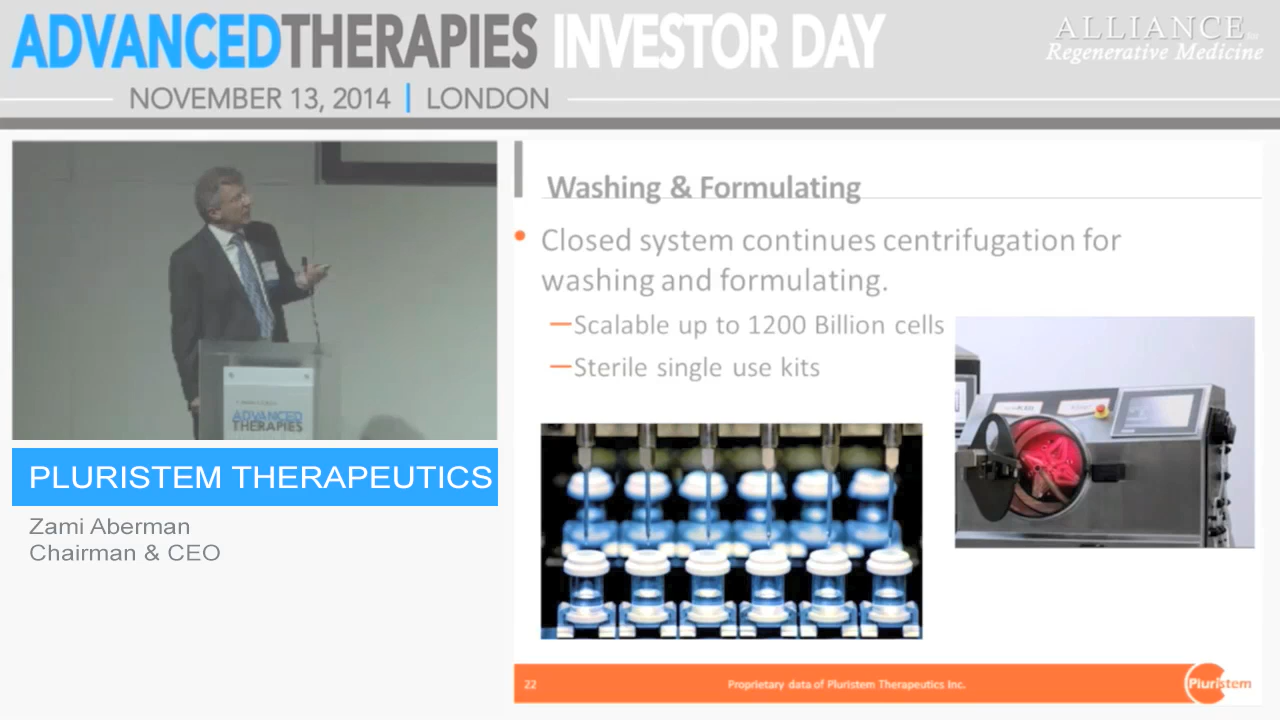 ADVANCEDTHERAPIES INVESTOR DAY
NOVEMBER 13, 2014 | LONDON
ALLIANCE for
Regenerative Medicine
ADVANCED
THERAPIES
PLURISTEM THERAPEUTICS
Zami Aberman
Chairman & CEO
Washing & Formulating
• Closed system continues centrifugation for
washing and formulating.
—Scalable up to 1200 Billion cells
—Sterile single use kits
22
Proprietary data of Pluristem Therapeutics Inc.
Pluristem